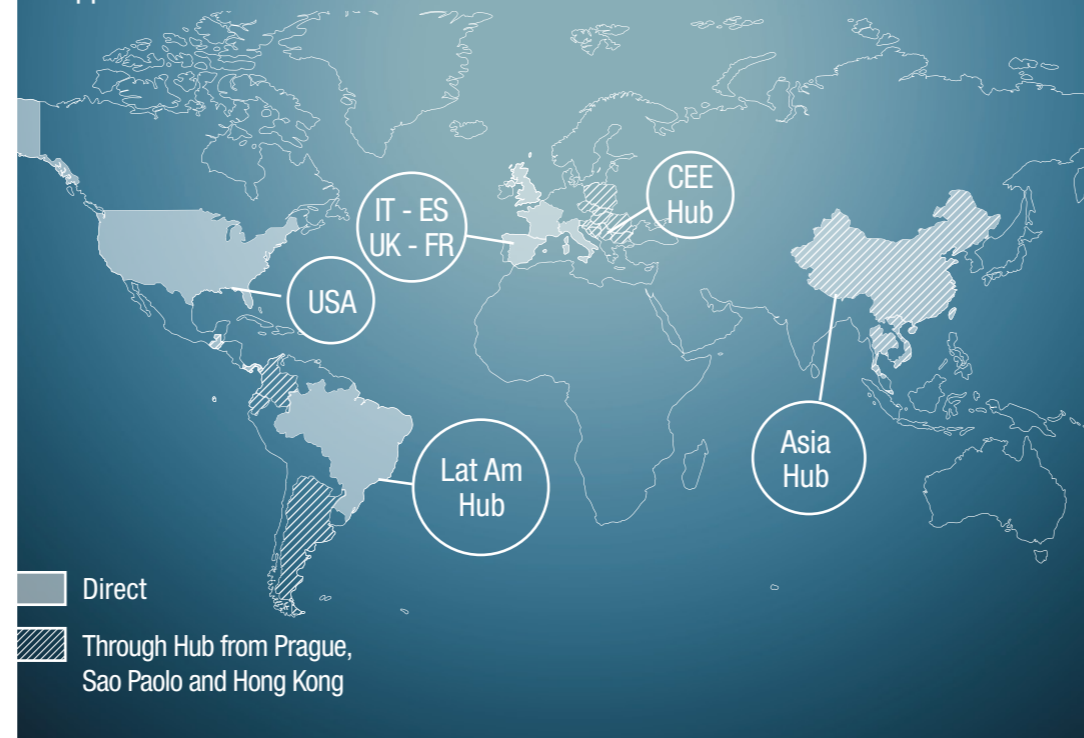 CEE
Hub
IT - ES
UK - FR
USA
Lat Am
Hub
Asia
Hub
Direct
Through Hub from Prague,
Sao Paolo and Hong Kong